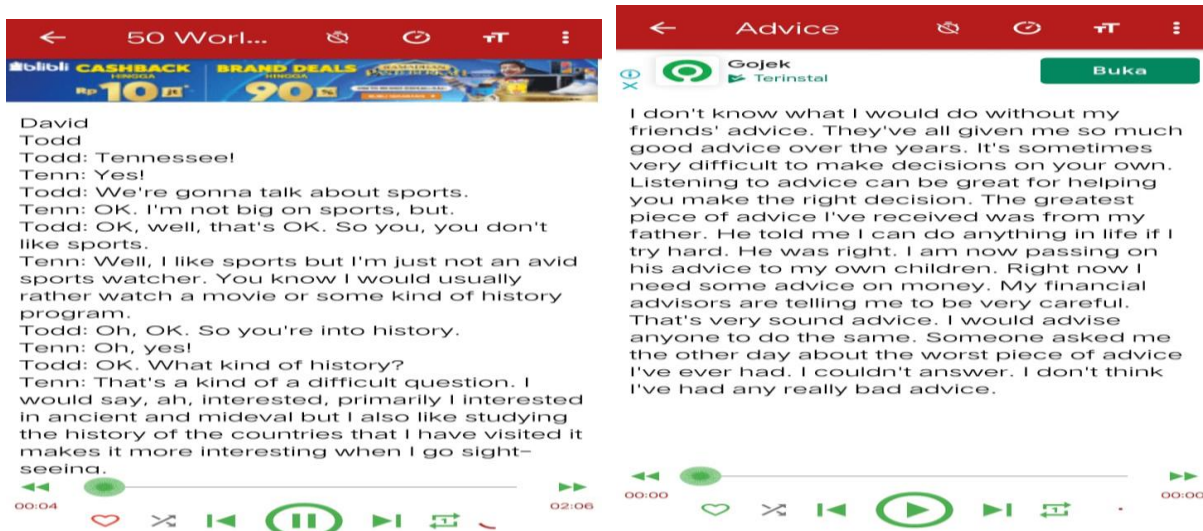 50 Worl...
blibli CASHBACK HINGGA Rp 10 jt
BRAND DEALS HINGGA 90%
David
Todd
Todd: Tennessee!
Tenn: Yes!
Todd: We're gonna talk about sports.
Tenn: OK. I'm not big on sports, but.
Todd: OK, well, that's OK. So you, you don't
like sports.
Tenn: Well, I like sports but I'm just not an avid
sports watcher. You know I would usually
rather watch a movie or some kind of history
program.
Todd: Oh, OK. So you're into history.
Tenn: Oh, yes!
Todd: OK. What kind of history?
Tenn: That's a kind of a difficult question. I
would say, ah, interested, primarily I interested
in ancient and mideval but I also like studying
the history of the countries that I have visited it
makes it more interesting when I go sight-
seeing.
00:04
02:06
Advice
Gojek
Terinstal
Buka
I don't know what I would do without my
friends' advice. They've all given me so much
good advice over the years. It's sometimes
very difficult to make decisions on your own.
Listening to advice can be great for helping
you make the right decision. The greatest
piece of advice I've received was from my
father. He told me I can do anything in life if I
try hard. He was right. I am now passing on
his advice to my own children. Right now I
need some advice on money. My financial
advisors are telling me to be very careful.
That's very sound advice. I would advise
anyone to do the same. Someone asked me
the other day about the worst piece of advice
I've ever had. I couldn't answer. I don't think
I've had any really bad advice.
00:00
00:00